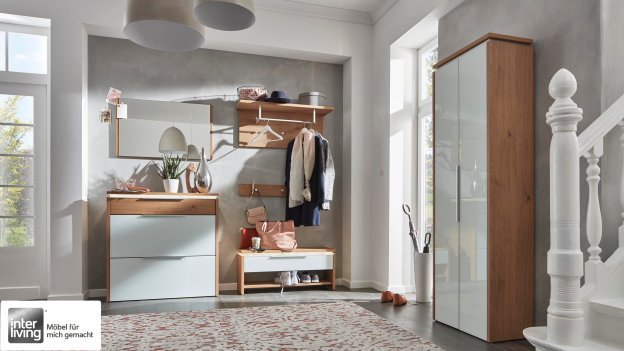 inter
living
Möbel für
mich gemacht